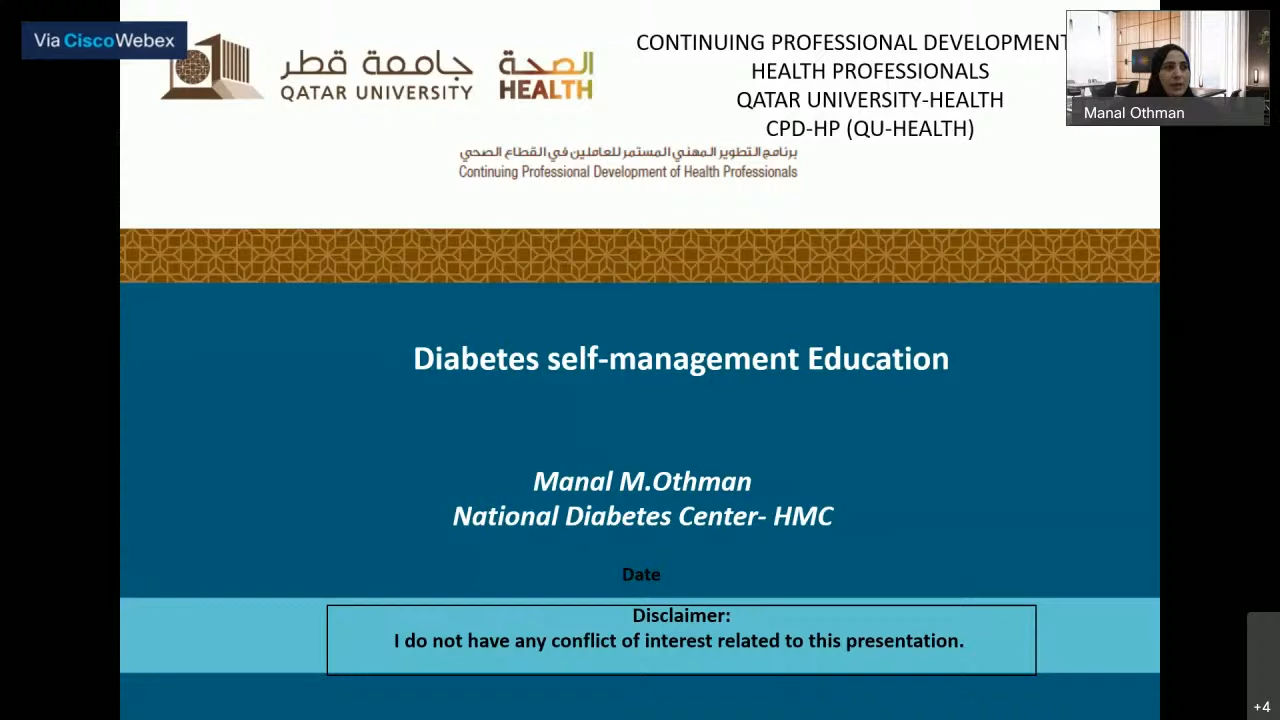 Via CiscoWebex
جامعة قطر
QATAR UNIVERSITY
الصحة
HEALTH
CONTINUING PROFESSIONAL DEVELOPMENT
HEALTH PROFESSIONALS
QATAR UNIVERSITY-HEALTH
CPD-HP (QU-HEALTH)
Manal Othman
برنامج التطوير المهني المستمر للعاملين في القطاع الصحي
Continuing Professional Development of Health Professionals
Diabetes self-management Education
Manal M.Othman
National Diabetes Center- HMC
Date
Disclaimer:
I do not have any conflict of interest related to this presentation.
+4